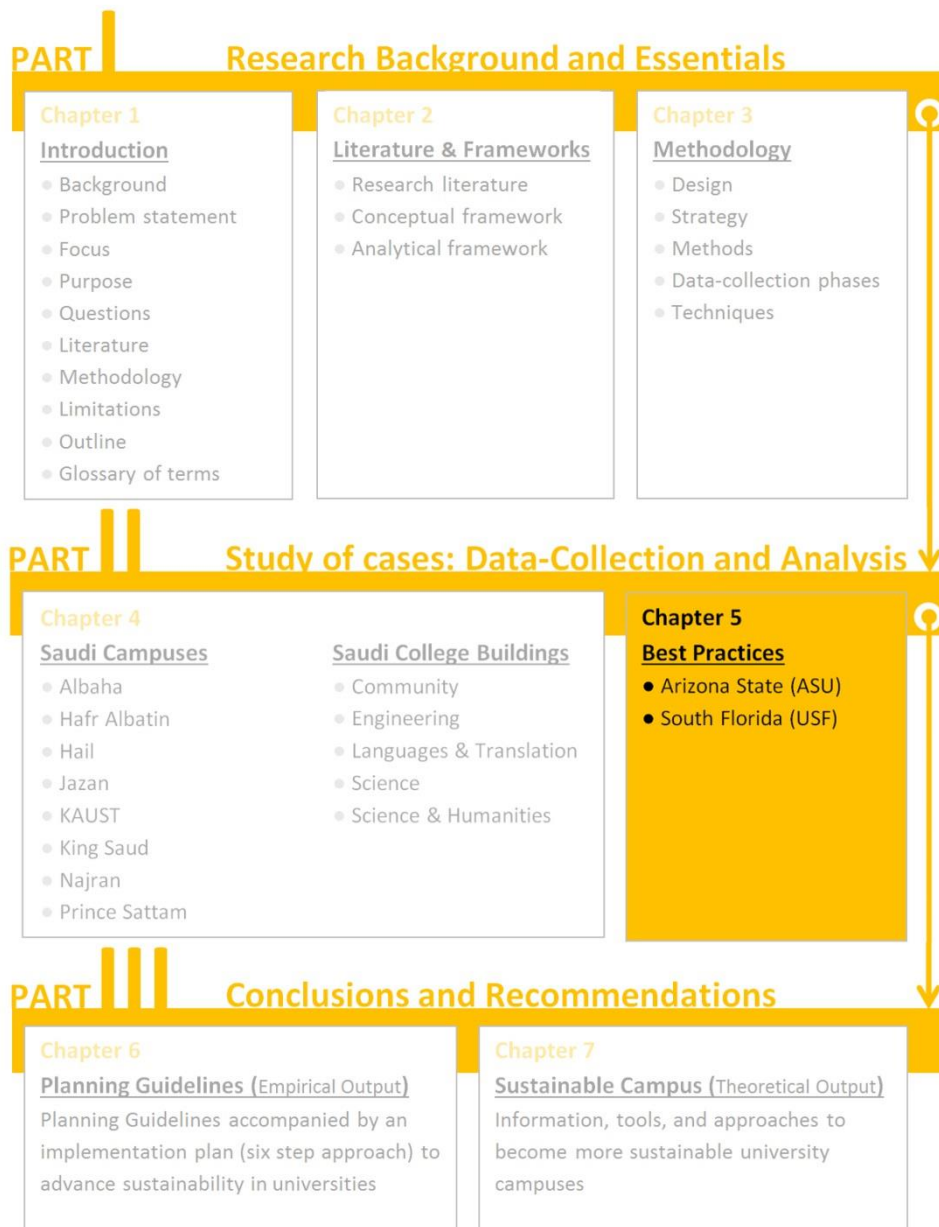 PART I Research Background and Essentials
Chapter 1
Introduction
● Background
● Problem statement
● Focus
● Purpose
● Questions
● Literature
● Methodology
● Limitations
● Outline
● Glossary of terms
Chapter 2
Literature & Frameworks
● Research literature
● Conceptual framework
● Analytical framework
Chapter 3
Methodology
● Design
● Strategy
● Methods
● Data-collection phases
● Techniques
PART II Study of cases: Data-Collection and Analysis
Chapter 4
Saudi Campuses
● Albaha
● Hafr Albatin
● Hail
● Jazan
● KAUST
● King Saud
● Najran
● Prince Sattam
Saudi College Buildings
● Community
● Engineering
● Languages & Translation
● Science
● Science & Humanities
Chapter 5
Best Practices
● Arizona State (ASU)
● South Florida (USF)
PART III Conclusions and Recommendations
Chapter 6
Planning Guidelines (Empirical Output)
Planning Guidelines accompanied by an
implementation plan (six step approach) to
advance sustainability in universities
Chapter 7
Sustainable Campus (Theoretical Output)
Information, tools, and approaches to
become more sustainable university
campuses